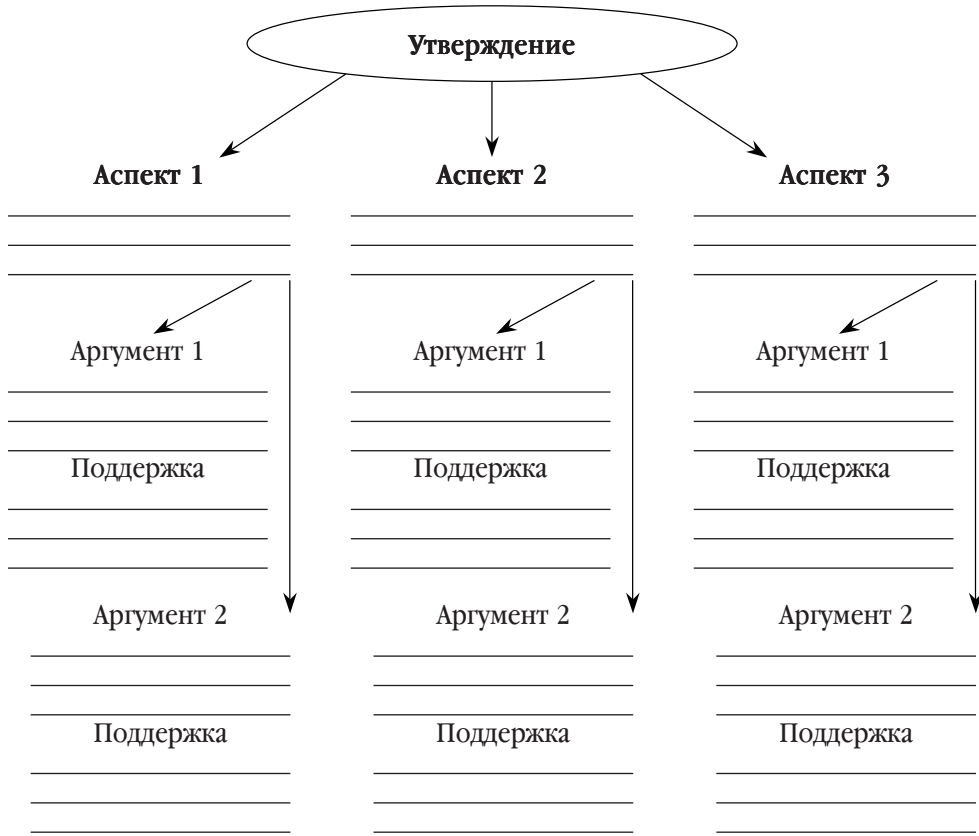 Утверждение
Аспект 1 Аспект 2 Аспект 3
Аргумент 1 Аргумент 1 Аргумент 1
Поддержка Поддержка Поддержка
Аргумент 2 Аргумент 2 Аргумент 2
Поддержка Поддержка Поддержка